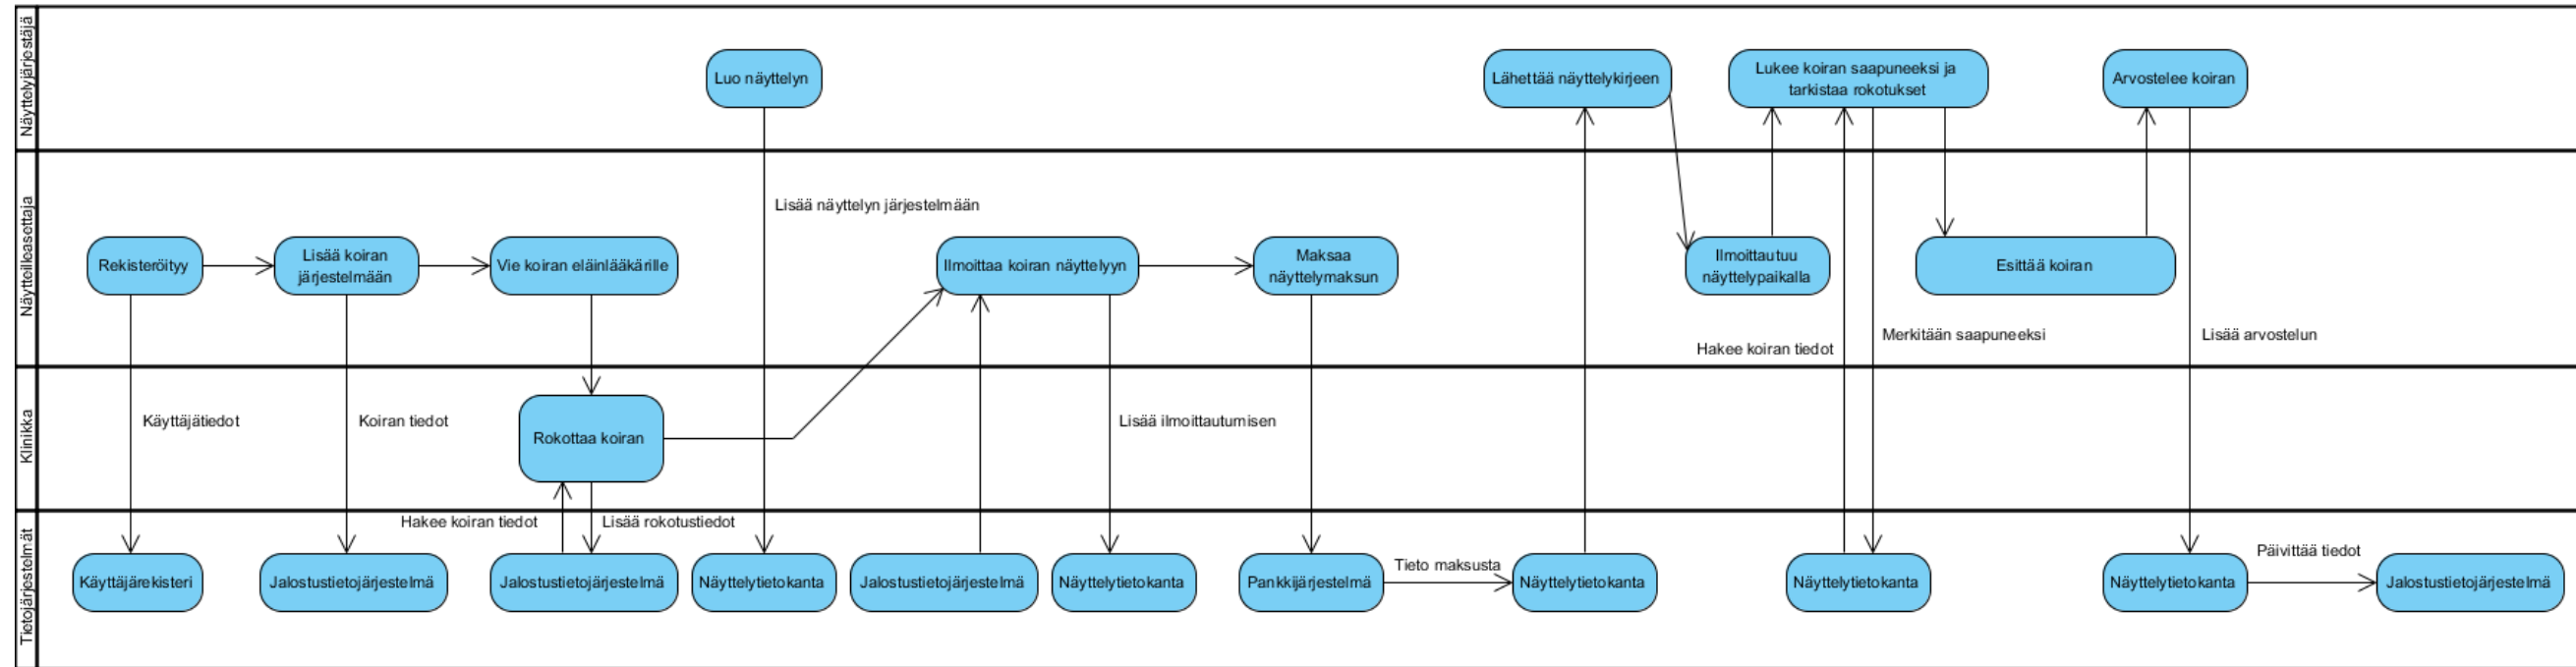 Näyttelyjärjestäjä
Luo näyttelyn
Lähettää näyttelykirjeen
Lukee koiran saapuneeksi ja
tarkistaa rokotukset
Arvostelee koiran
Näytteilleasettaja
Lisää näyttelyn järjestelmään
Rekisteröityy
Lisää koiran
järjestelmään
Vie koiran eläinlääkärille
Ilmoittaa koiran näyttelyyn
Maksaa
näyttelymaksun
Ilmoittautuu
näyttelypaikalla
Esittää koiran
Hakee koiran tiedot
Merkitään saapuneeksi
Lisää arvostelun
Klinikka
Käyttäjätiedot
Koiran tiedot
Rokottaa koiran
Lisää ilmoittautumisen
Tietojärjestelmät
Hakee koiran tiedot
Lisää rokotustiedot
Käyttäjärekisteri
Jalostustietojärjestelmä
Jalostustietojärjestelmä
Näyttelytietokanta
Jalostustietojärjestelmä
Näyttelytietokanta
Pankkijärjestelmä
Tieto maksusta
Näyttelytietokanta
Näyttelytietokanta
Näyttelytietokanta
Päivittää tiedot
Jalostustietojärjestelmä